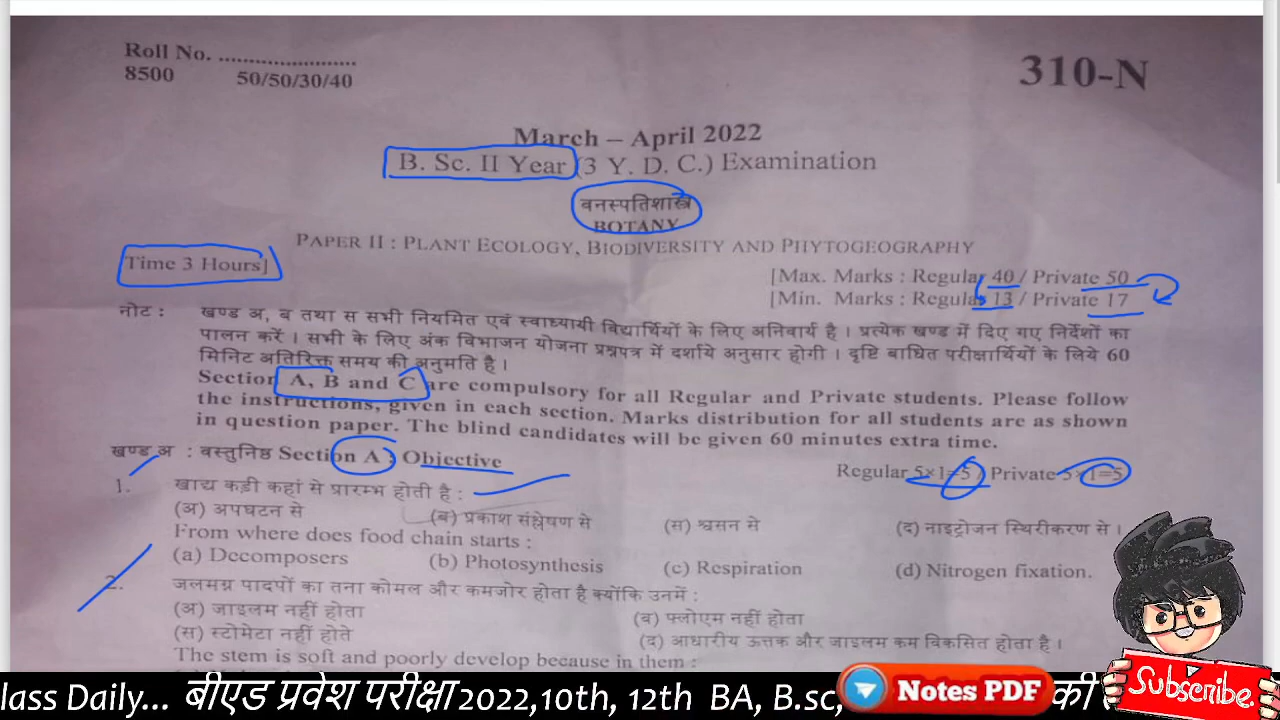 Roll No. ........................
8500 50/50/30/40
310-N
March – April 2022
B. Sc. II Year (3 Y. D. C.) Examination
वनस्पतिशास्त्र
BOTANY
PAPER II : PLANT ECOLOGY, BIODIVERSITY AND PHYTOGEOGRAPHY
Time 3 Hours]
[Max. Marks : Regular 40 / Private 50
[Min. Marks : Regular 13 / Private 17
नोट : खण्ड अ, ब तथा स सभी नियमित एवं स्वाध्यायी विद्यार्थियों के लिए अनिवार्य है । प्रत्येक खण्ड में दिए गए निर्देशों का
पालन करें । सभी के लिए अंक विभाजन योजना प्रश्नपत्र में दर्शाये अनुसार होगी । दृष्टि बाधित परीक्षार्थियों के लिये 60
मिनिट अतिरिक्त समय की अनुमति है ।
Section A, B and C are compulsory for all Regular and Private students. Please follow
the instructions, given in each section. Marks distribution for all students are as shown
in question paper. The blind candidates will be given 60 minutes extra time.
खण्ड अ : वस्तुनिष्ठ Section A : Objective
Regular 5×1=5 / Private 5×1=5
1. खाद्य कड़ी कहां से प्रारम्भ होती है :
(अ) अपघटन से (ब) प्रकाश संश्लेषण से (स) श्वसन से (द) नाइट्रोजन स्थिरीकरण से ।
From where does food chain starts :
(a) Decomposers (b) Photosynthesis (c) Respiration (d) Nitrogen fixation.
2. जलमग्न पादपों का तना कोमल और कमजोर होता है क्योंकि उनमें :
(अ) जाइलम नहीं होता (ब) फ्लोएम नहीं होता
(स) स्टोमेटा नहीं होते (द) आधारीय ऊत्तक और जाइलम कम विकसित होता है ।
The stem is soft and poorly develop because in them :
lass Daily... बीएड प्रवेश परीक्षा 2022,10th, 12th BA, B.sc, Notes PDF की
Subscribe